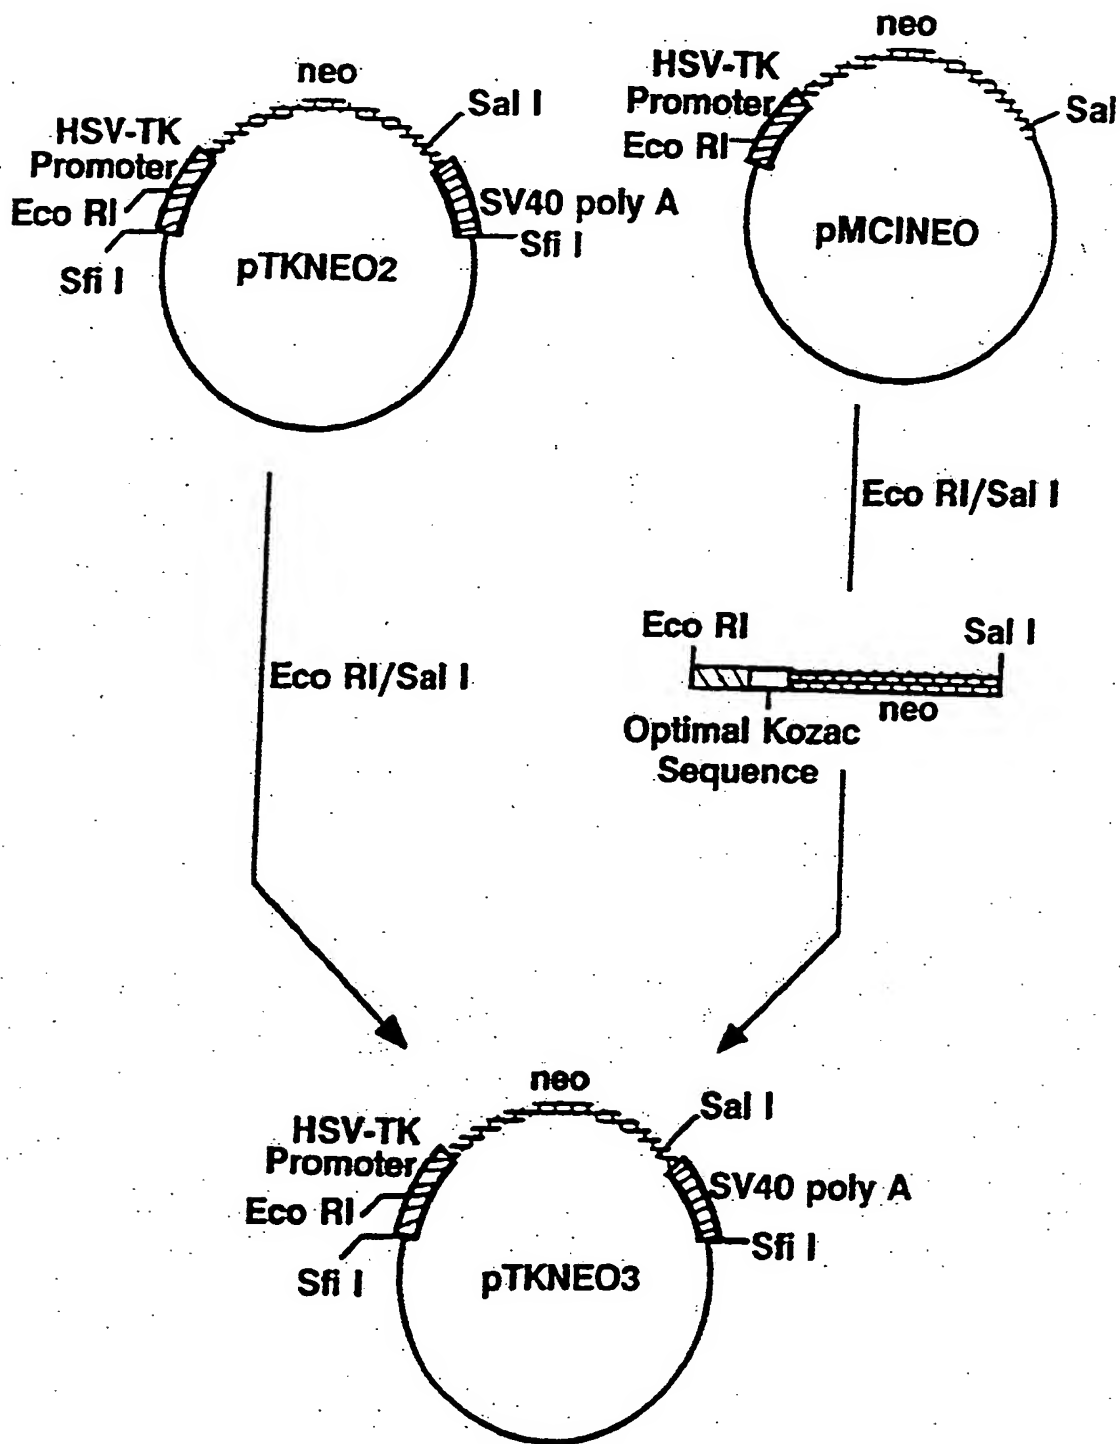 neo
HSV-TK
Promoter
Eco RI
Sfi I
Sal I
SV40 poly A
Sfi I
pTKNEO2
neo
HSV-TK
Promoter
Eco RI
Sal
pMCINEO
Eco RI/Sal I
Eco RI/Sal I
Eco RI
Sal I
neo
Optimal Kozac
Sequence
neo
HSV-TK
Promoter
Eco RI
Sfi I
Sal I
SV40 poly A
Sfi I
pTKNEO3